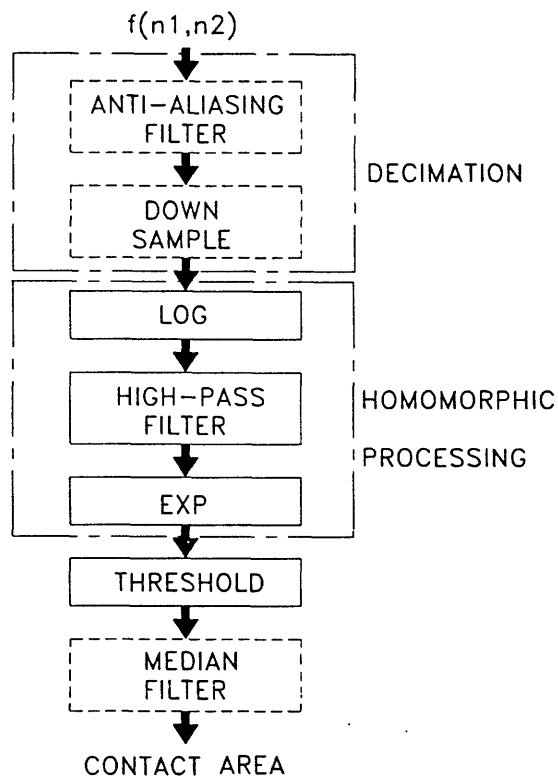 f(n1,n2)
ANTI-ALIASING
FILTER
DECIMATION
DOWN
SAMPLE
LOG
HIGH-PASS
FILTER
HOMOMORPHIC
PROCESSING
EXP
THRESHOLD
MEDIAN
FILTER
CONTACT AREA